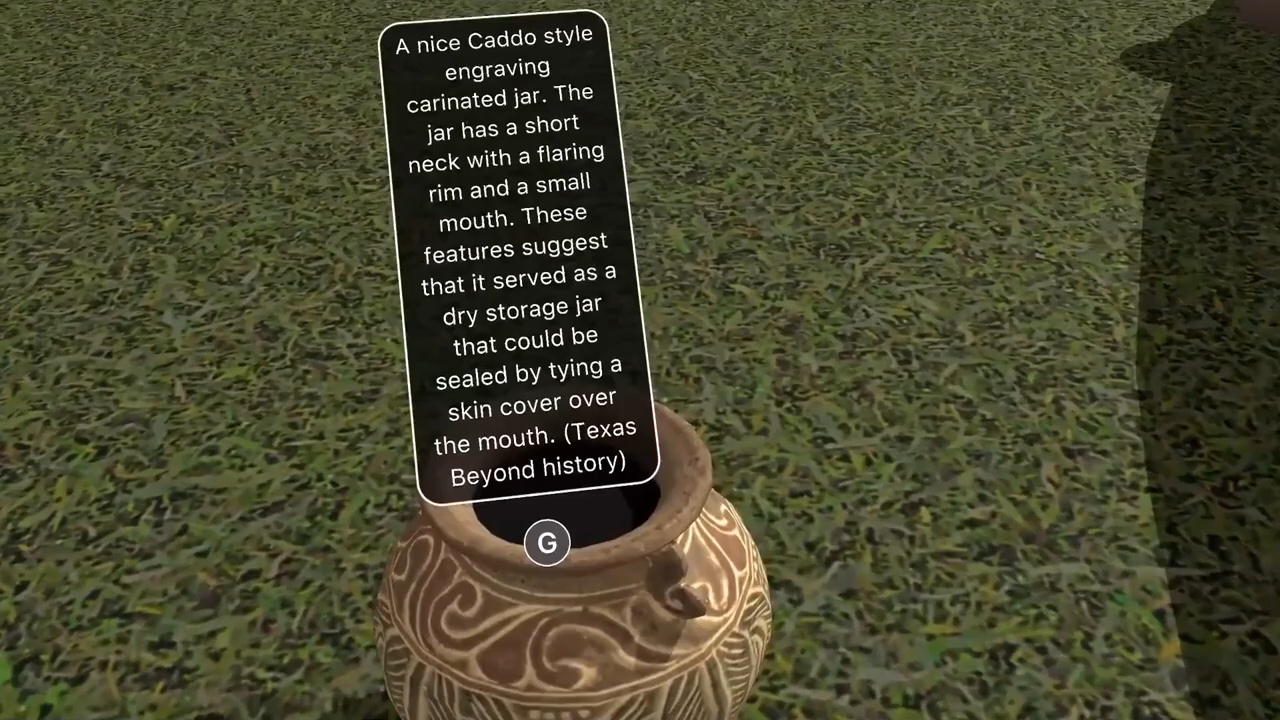 A nice Caddo style
engraving
carinated jar. The
jar has a short
neck with a flaring
rim and a small
mouth. These
features suggest
that it served as a
dry storage jar
that could be
sealed by tying a
skin cover over
the mouth. (Texas
Beyond history)
G